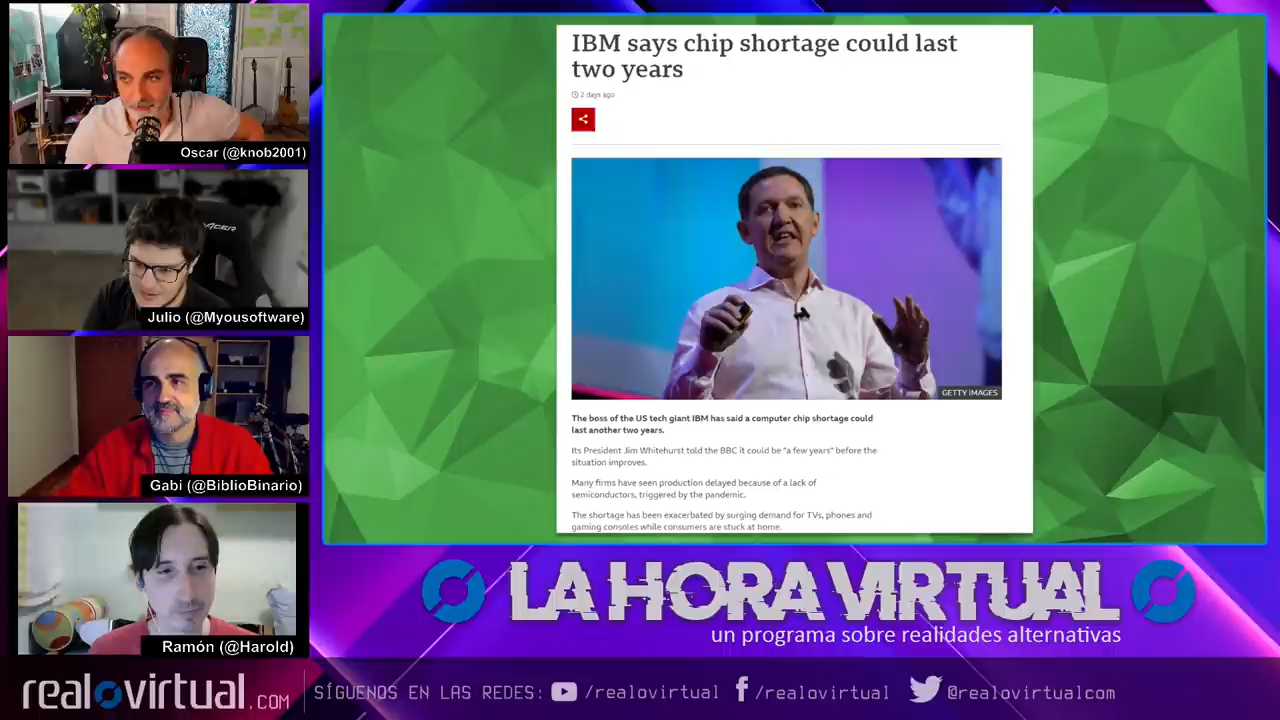 Oscar (@knob2001)
Julio (@Myousoftware)
Gabi (@BiblioBinario)
Ramón (@Harold)
IBM says chip shortage could last
two years
2 days ago
GETTY IMAGES
The boss of the US tech giant IBM has said a computer chip shortage could
last another two years.
Its President Jim Whitehurst told the BBC it could be "a few years" before the
situation improves.
Many firms have seen production delayed because of a lack of
semiconductors, triggered by the pandemic.
The shortage has been exacerbated by surging demand for TVs, phones and
gaming consoles while consumers are stuck at home.
LA HORA VIRTUAL
un programa sobre realidades alternativas
realovirtual.com
SÍGUENOS EN LAS REDES: /realovirtual /realovirtual @realovirtualcom